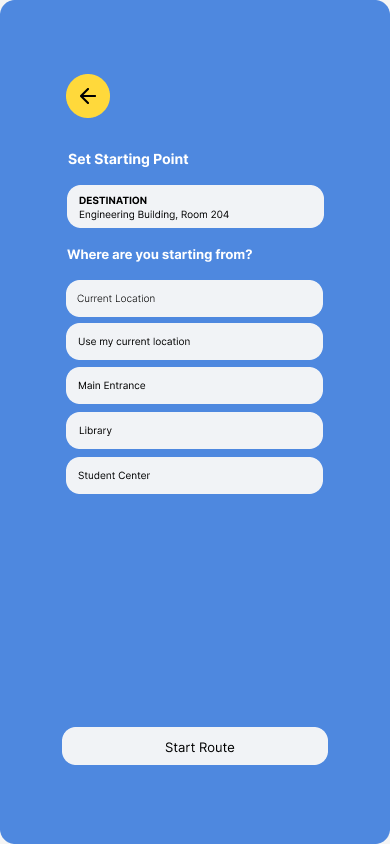 Set Starting Point
DESTINATION
Engineering Building, Room 204
Where are you starting from?
Current Location
Use my current location
Main Entrance
Library
Student Center
Start Route